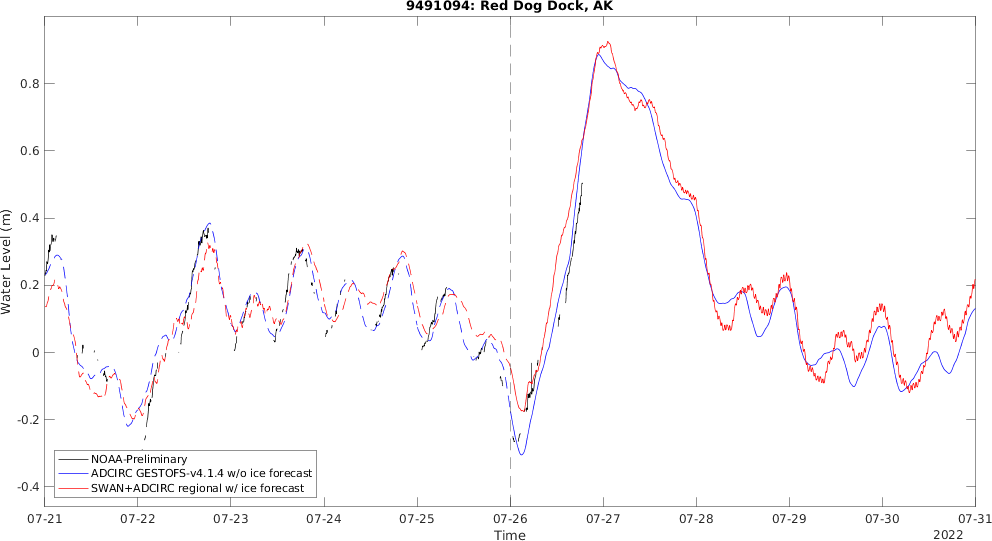 9491094: Red Dog Dock, AK
Water Level (m)
0.8
0.6
0.4
0.2
0
-0.2
-0.4
NOAA-Preliminary
ADCIRC GESTOFS-v4.1.4 w/o ice forecast
SWAN+ADCIRC regional w/ ice forecast
07-21 07-22 07-23 07-24 07-25 07-26 07-27 07-28 07-29 07-30 07-31
Time
2022